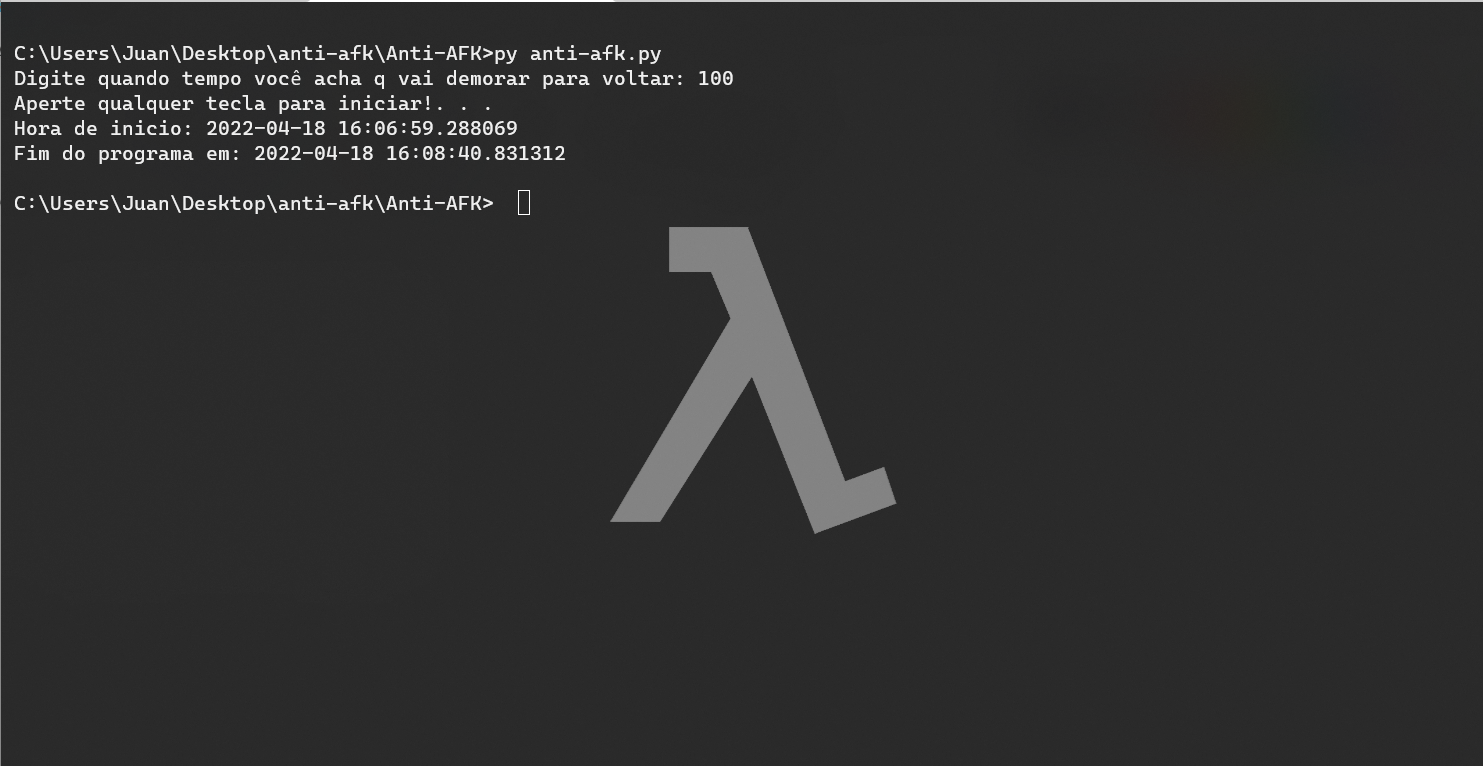 C:\Users\Juan\Desktop\anti-afk\Anti-AFK>py anti-afk.py
Digite quando tempo você acha q vai demorar para voltar: 100
Aperte qualquer tecla para iniciar!. . .
Hora de inicio: 2022-04-18 16:06:59.288069
Fim do programa em: 2022-04-18 16:08:40.831312
C:\Users\Juan\Desktop\anti-afk\Anti-AFK>
λ